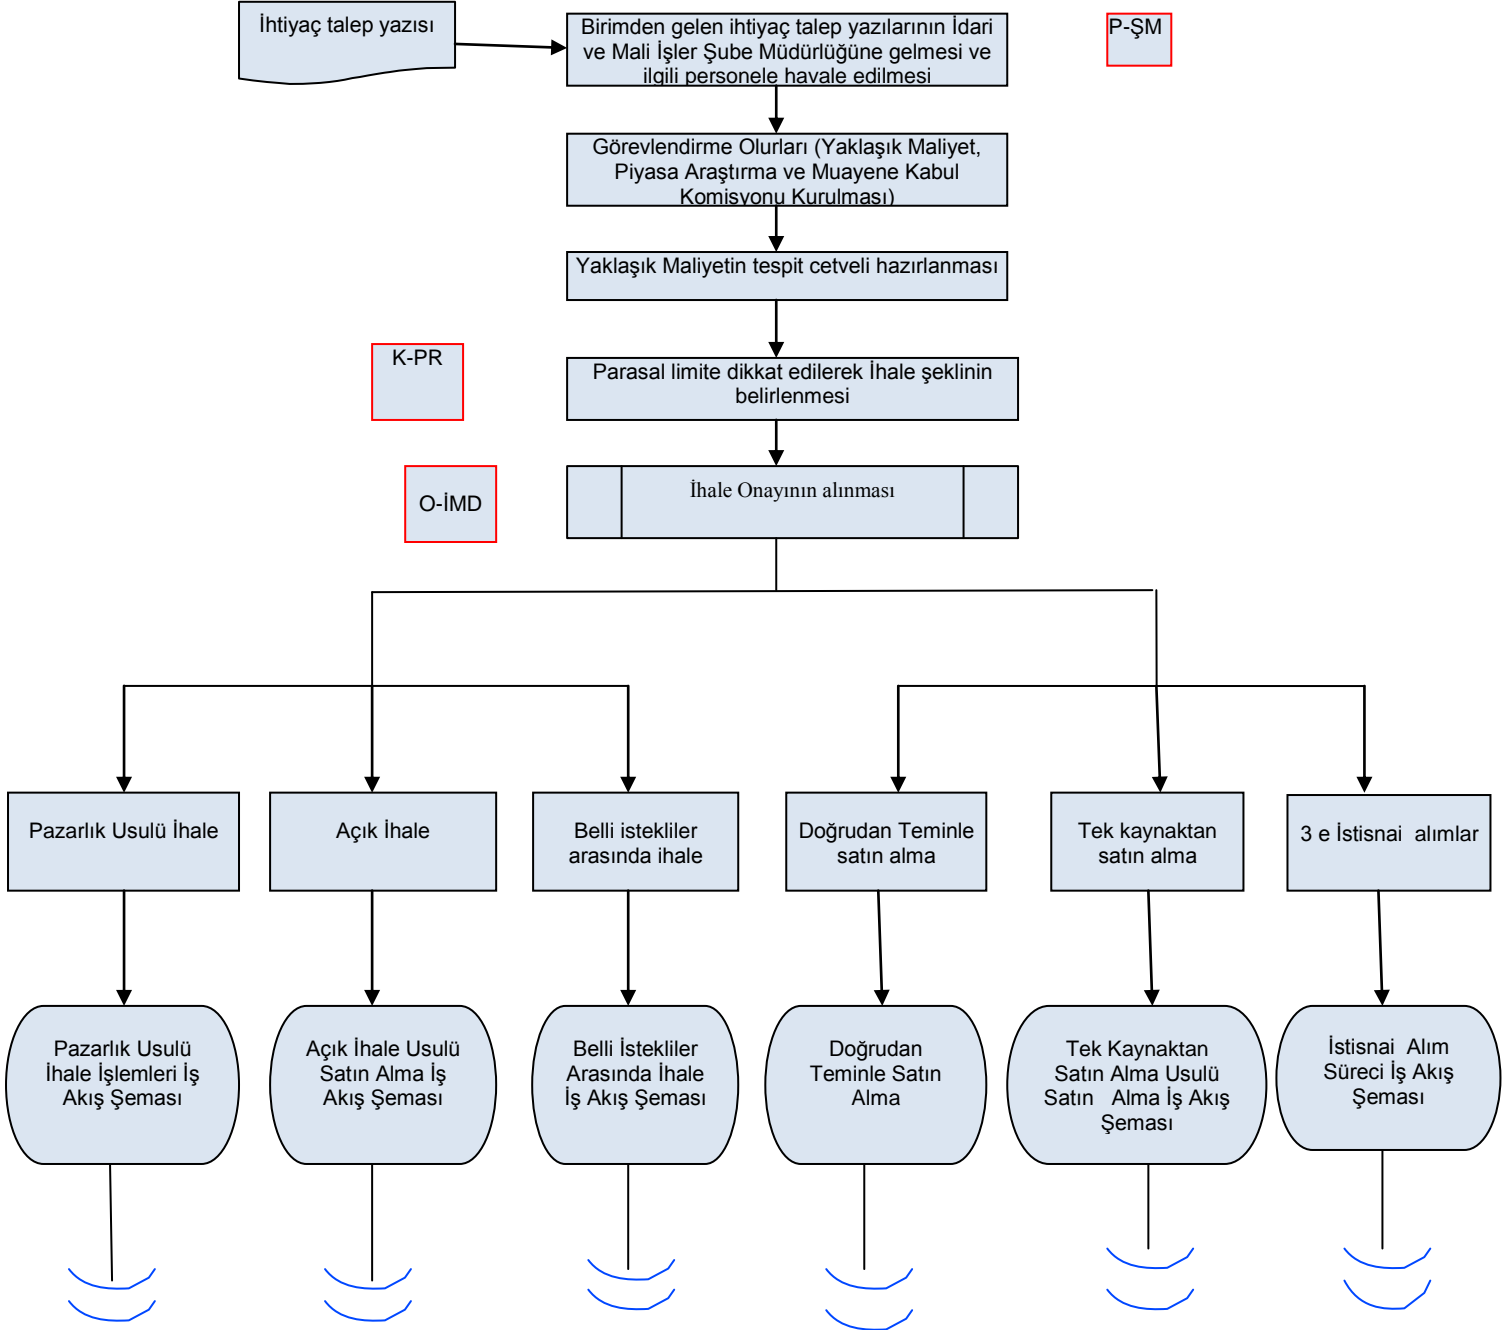 İhtiyaç talep yazısı
Birimden gelen ihtiyaç talep yazılarının İdari
ve Mali İşler Şube Müdürlüğüne gelmesi ve
ilgili personele havale edilmesi
P-ŞM
Görevlendirme Olurları (Yaklaşık Maliyet,
Piyasa Araştırma ve Muayene Kabul
Komisyonu Kurulması)
Yaklaşık Maliyetin tespit cetveli hazırlanması
K-PR
Parasal limite dikkat edilerek İhale şeklinin
belirlenmesi
O-İMD
İhale Onayının alınması
Pazarlık Usulü İhale
Açık İhale
Belli istekliler
arasında ihale
Doğrudan Teminle
satın alma
Tek kaynaktan
satın alma
3 e İstisnai alımlar
Pazarlık Usulü
İhale İşlemleri İş
Akış Şeması
Açık İhale Usulü
Satın Alma İş
Akış Şeması
Belli İstekliler
Arasında İhale
İş Akış Şeması
Doğrudan
Teminle Satın
Alma
Tek Kaynaktan
Satın Alma Usulü
Satın Alma İş Akış
Şeması
İstisnai Alım
Süreci İş Akış
Şeması